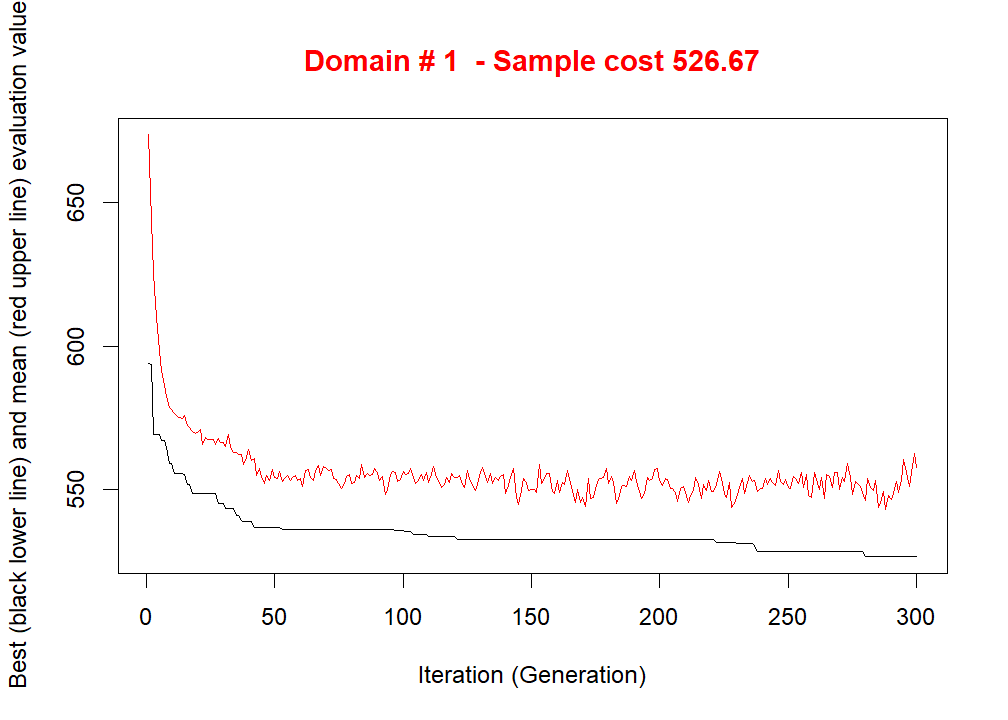 Domain # 1  - Sample cost 526.67
Best (black lower line) and mean (red upper line) evaluation value
650
600
550
0 50 100 150 200 250 300
Iteration (Generation)